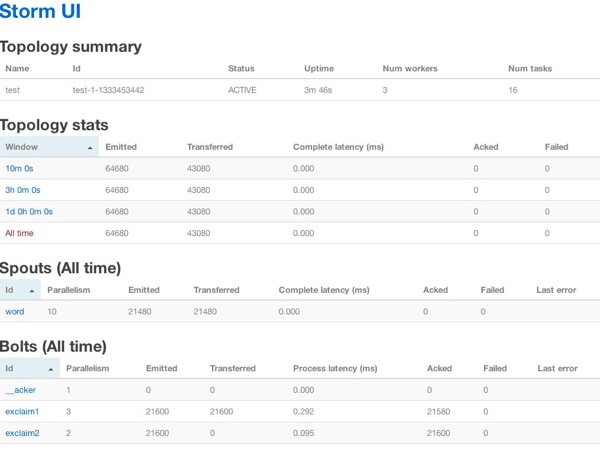 Storm UI
Topology summary
Name Id Status Uptime Num workers Num tasks
test test-1-1333453442 ACTIVE 3m 46s 3 16
Topology stats
Window Emitted Transferred Complete latency (ms) Acked Failed
10m 0s 64680 43080 0.000 0 0
3h 0m 0s 64680 43080 0.000 0 0
1d 0h 0m 0s 64680 43080 0.000 0 0
All time 64680 43080 0.000 0 0
Spouts (All time)
Id Parallelism Emitted Transferred Complete latency (ms) Acked Failed Last error
word 10 21480 21480 0.000 0 0
Bolts (All time)
Id Parallelism Emitted Transferred Process latency (ms) Acked Failed Last error
__acker 1 0 0 0.000 0 0
exclaim1 3 21600 21600 0.292 21580 0
exclaim2 2 21600 0 0.095 21600 0